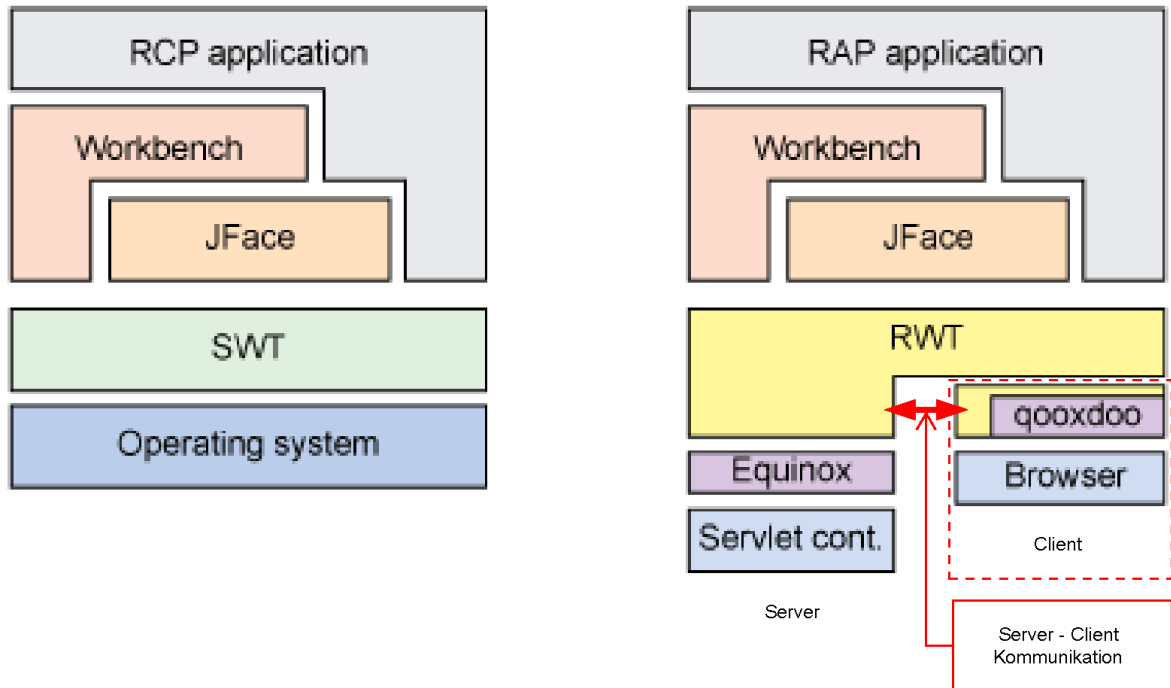 RCP application
Workbench
JFace
SWT
Operating system
RAP application
Workbench
JFace
RWT
qooxdoo
Equinox
Browser
Servlet cont.
Client
Server
Server - Client
Kommunikation